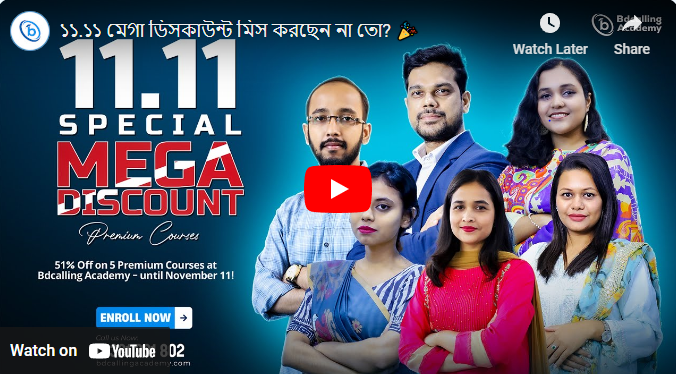 ১১.১১ মেগা ডিসকাউন্ট মিস করছেন না তো?
Watch Later
Share
Bdcalling
Academy
11.11
SPECIAL
MEGA
DISCOUNT
Premium Courses
51% Off on 5 Premium Courses at
Bdcalling Academy – until November 11!
ENROLL NOW
Watch on YouTube
802
bdcallingacademy.com